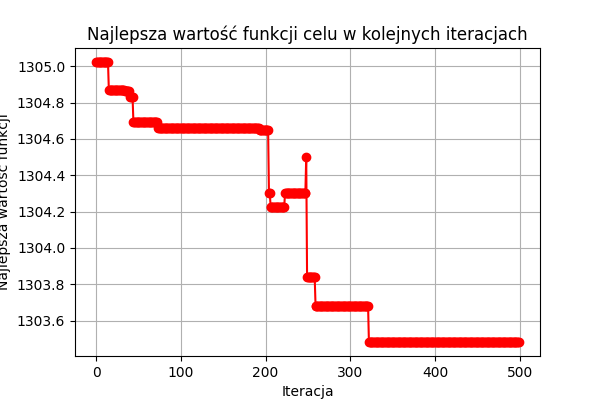 Najlepsza wartość funkcji celu w kolejnych iteracjach
Najlepsza wartość funkcji
1305.0
1304.8
1304.6
1304.4
1304.2
1304.0
1303.8
1303.6
0 100 200 300 400 500
Iteracja